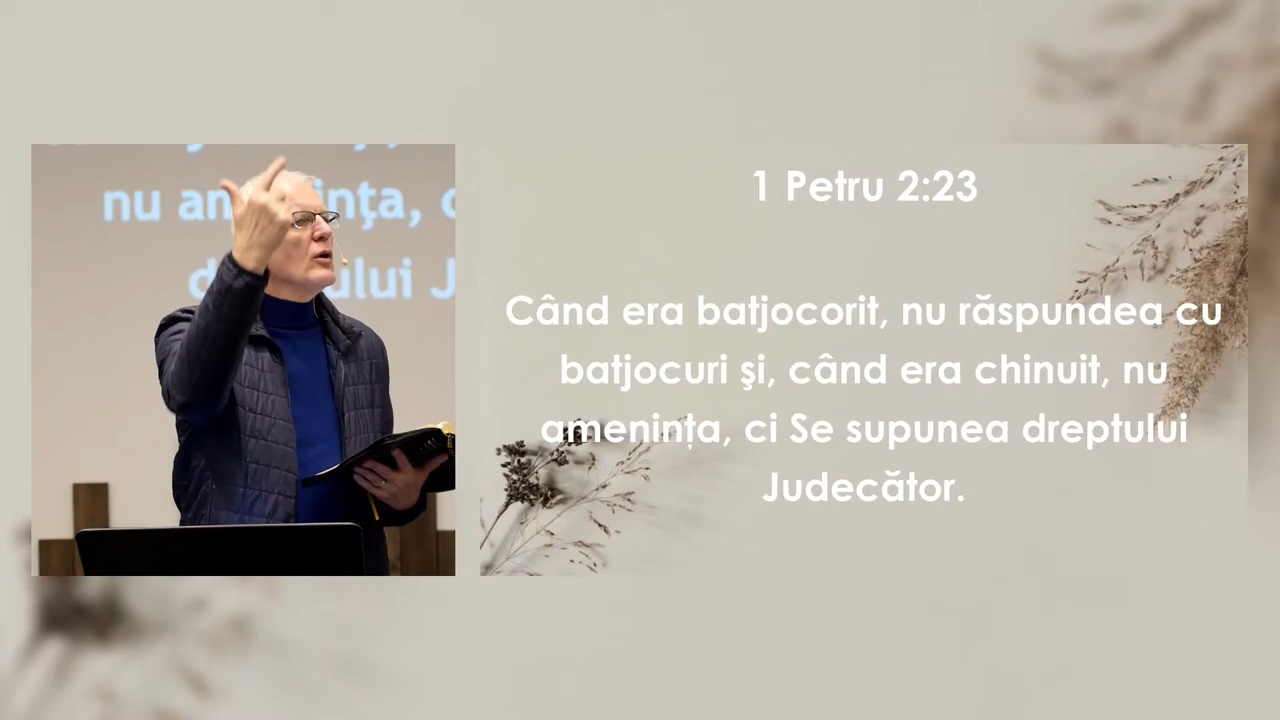 nu am inţa, c
d ului J
1 Petru 2:23
Când era batjocorit, nu răspundea cu
batjocuri şi, când era chinuit, nu
amenința, ci Se supunea dreptului
Judecător.